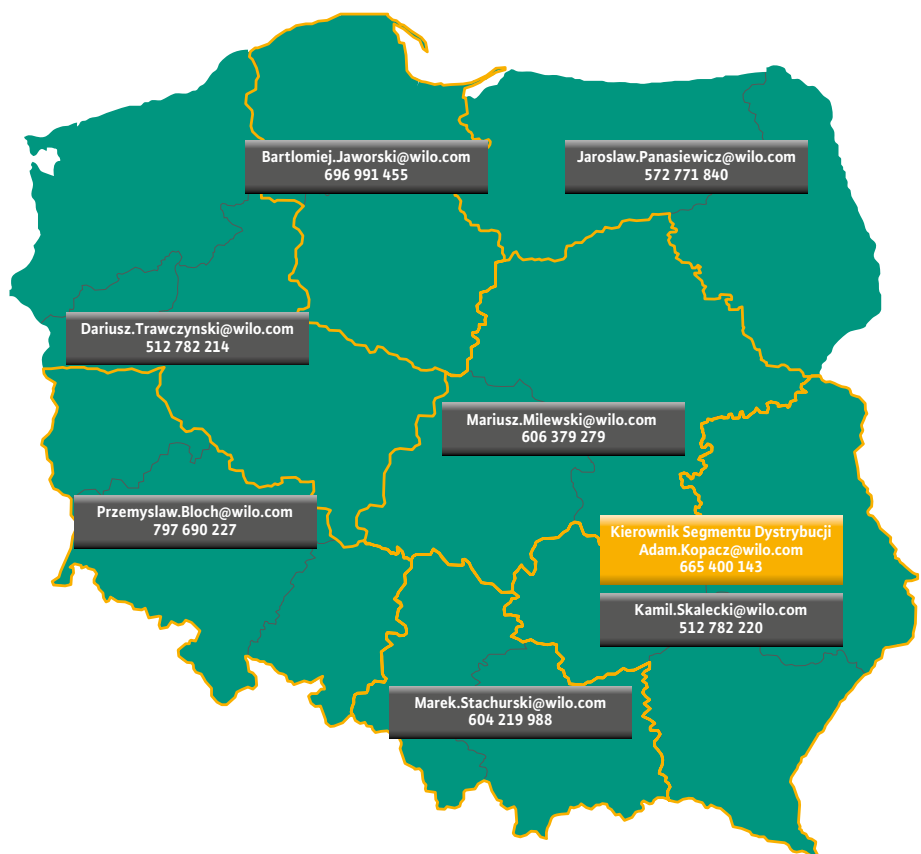 Bartlomiej.Jaworski@wilo.com
696 991 455
Jaroslaw.Panasiewicz@wilo.com
572 771 840
Dariusz.Trawczynski@wilo.com
512 782 214
Mariusz.Milewski@wilo.com
606 379 279
Przemyslaw.Bloch@wilo.com
797 690 227
Kierownik Segmentu Dystrybucji
Adam.Kopacz@wilo.com
665 400 143
Kamil.Skalecki@wilo.com
512 782 220
Marek.Stachurski@wilo.com
604 219 988